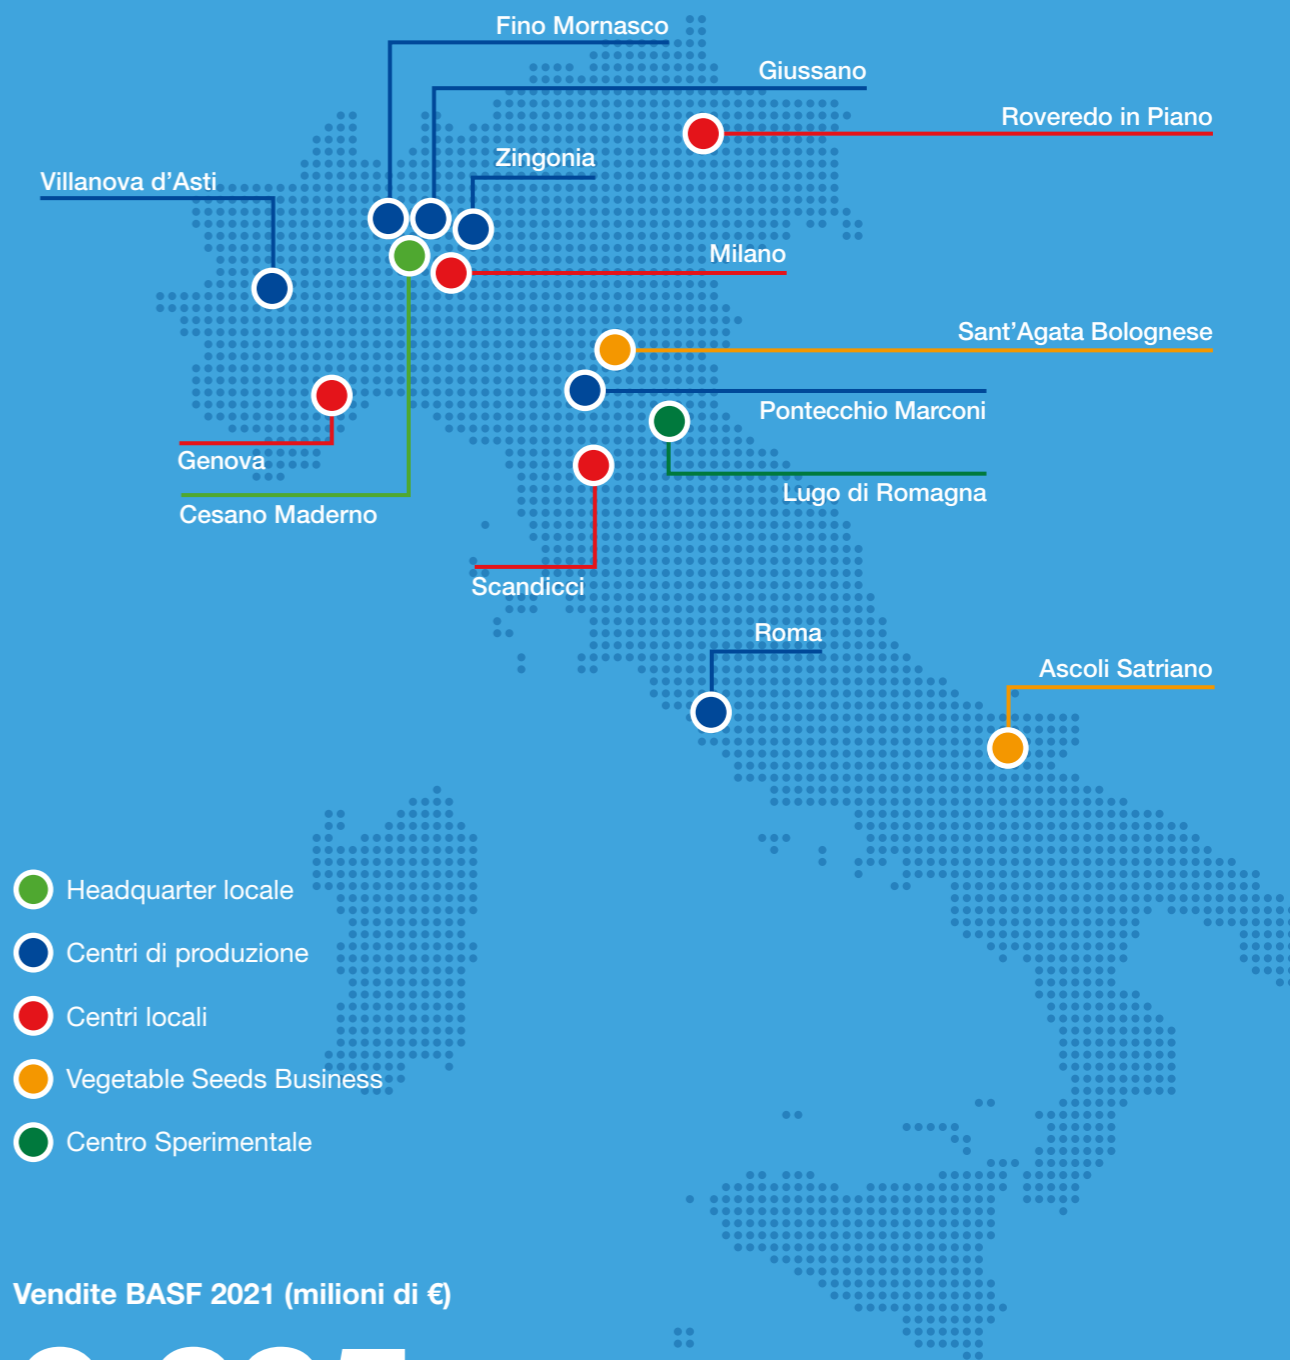 Fino Mornasco
Giussano
Roveredo in Piano
Zingonia
Villanova d’Asti
Milano
Sant’Agata Bolognese
Pontecchio Marconi
Genova
Lugo di Romagna
Cesano Maderno
Scandicci
Roma
Ascoli Satriano
Headquarter locale
Centri di produzione
Centri locali
Vegetable Seeds Business
Centro Sperimentale
Vendite BASF 2021 (milioni di €)